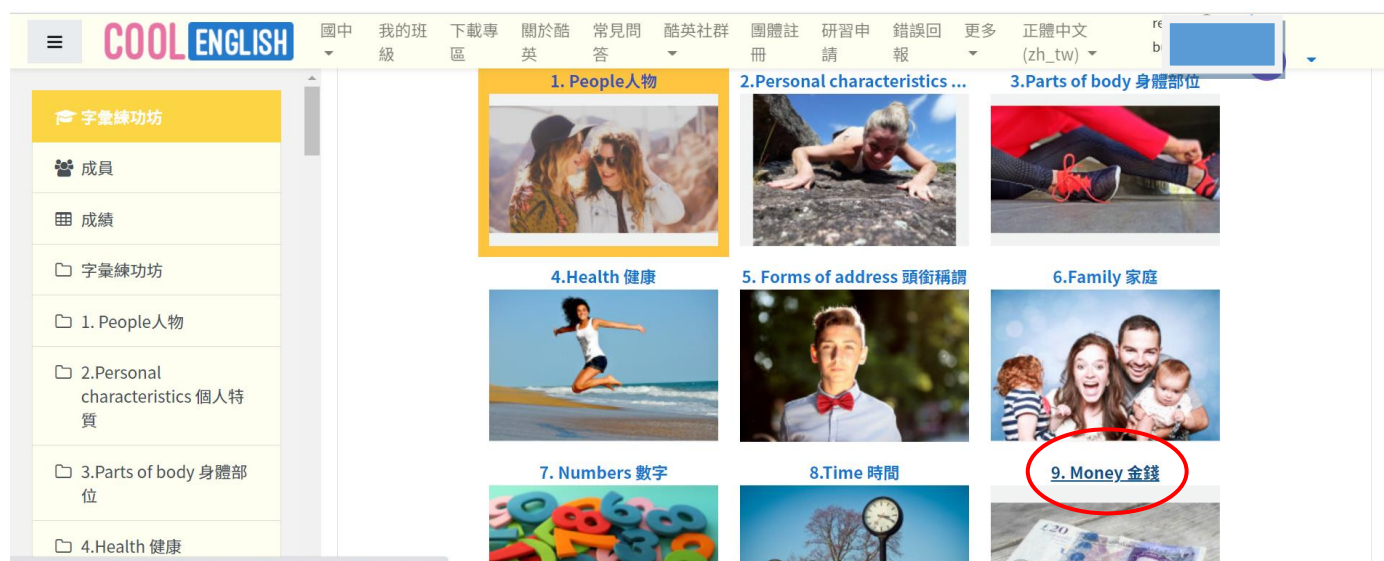 COOL ENGLISH
國中
我的班級
下載專區
關於酷英
常見問答
酷英社群
團體註冊
研習申請
錯誤回報
更多
正體中文
(zh_tw)
字彙練功坊
成員
成績
字彙練功坊
1. People人物
2.Personal
characteristics 個人特
質
3.Parts of body 身體部
位
4.Health 健康
1. People人物
2.Personal characteristics ...
3.Parts of body 身體部位
4.Health 健康
5. Forms of address 頭銜稱謂
6.Family 家庭
7. Numbers 數字
8.Time 時間
9. Money 金錢
£20